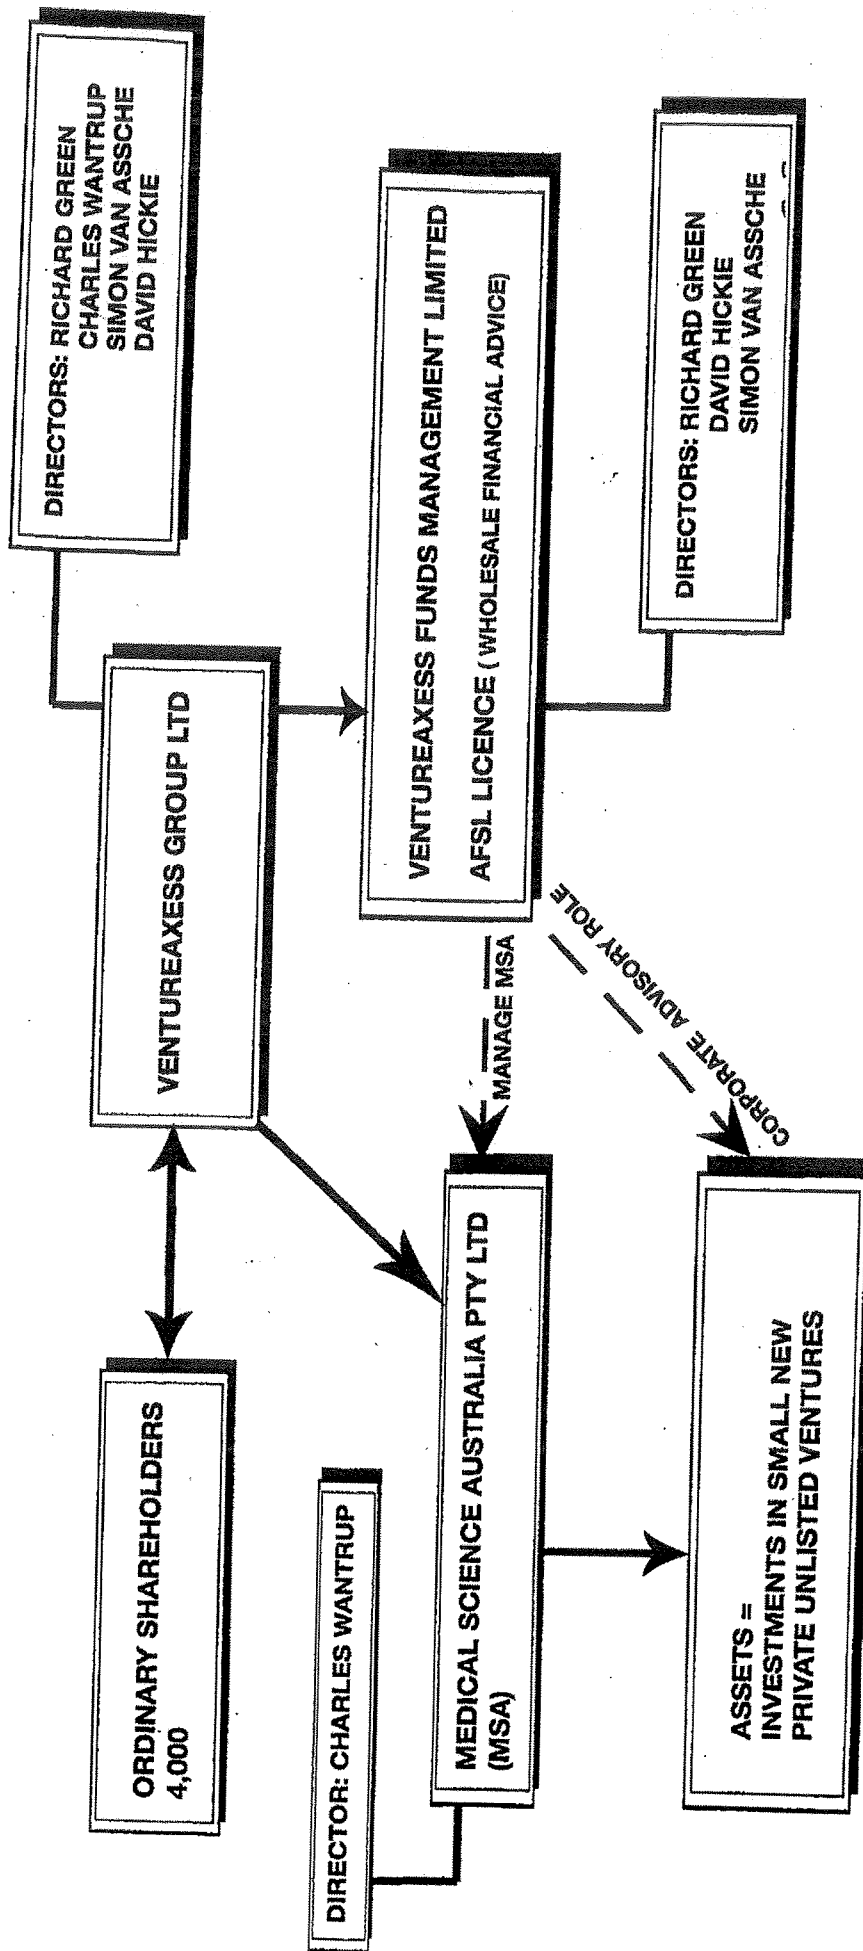 DIRECTORS: RICHARD GREEN
CHARLES WANTRUP
SIMON VAN ASSCHE
DAVID HICKIE
ORDINARY SHAREHOLDERS
4,000
VENTUREAXESS GROUP LTD
DIRECTOR: CHARLES WANTRUP
MEDICAL SCIENCE AUSTRALIA PTY LTD
(MSA)
MANAGE MSA
VENTUREAXESS FUNDS MANAGEMENT LIMITED
AFSL LICENCE ( WHOLESALE FINANCIAL ADVICE)
CORPORATE ADVISORY ROLE
ASSETS =
INVESTMENTS IN SMALL NEW
PRIVATE UNLISTED VENTURES
DIRECTORS: RICHARD GREEN
DAVID HICKIE
SIMON VAN ASSCHE